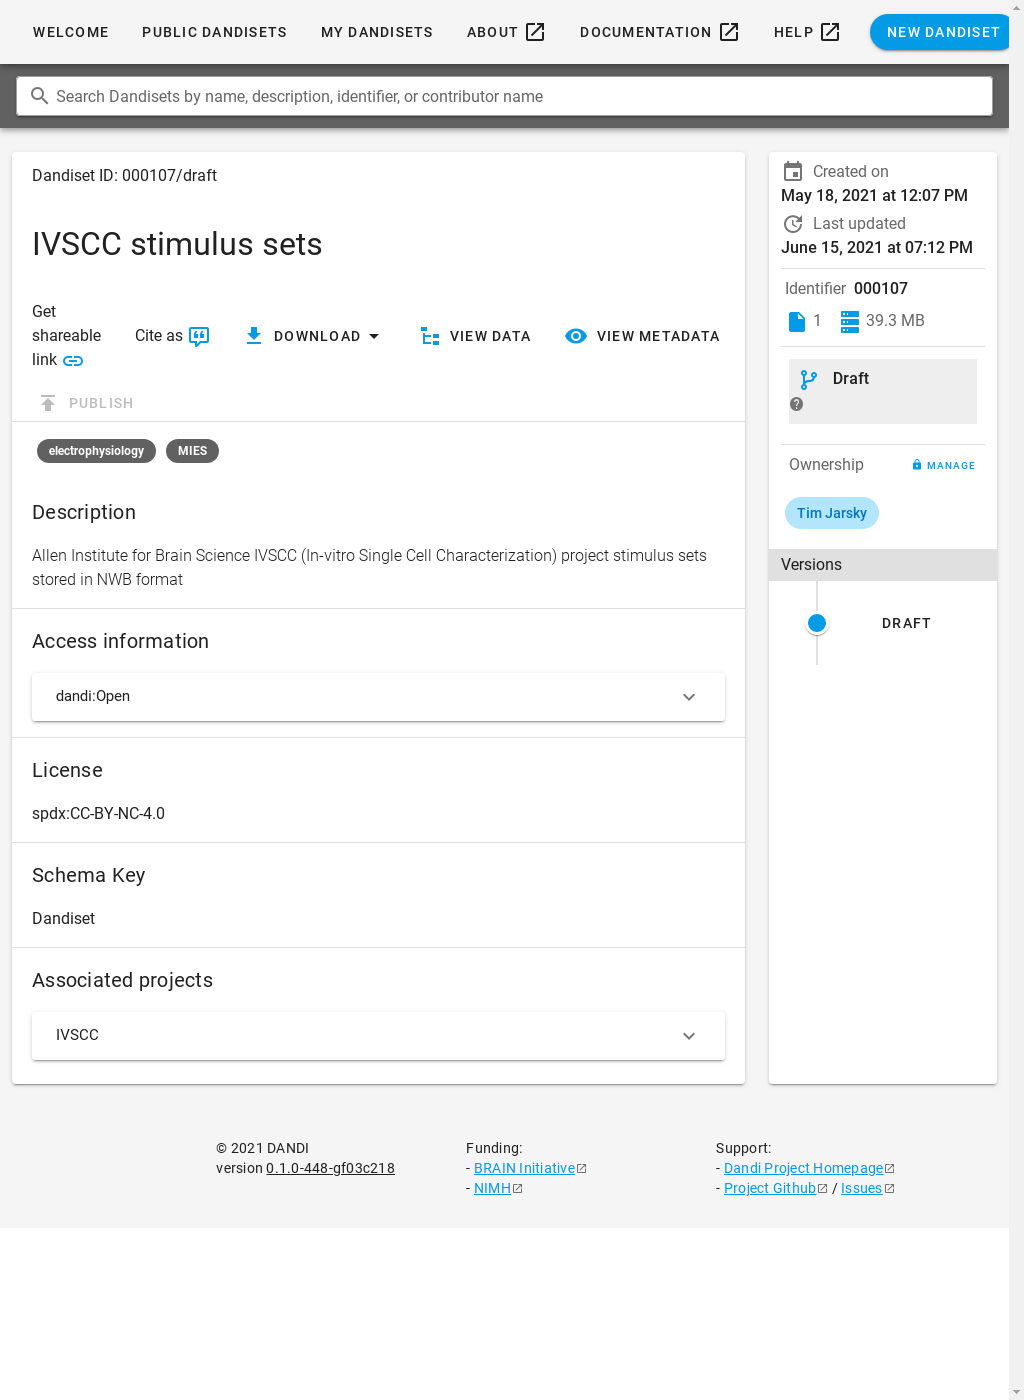 WELCOME PUBLIC DANDISETS MY DANDISETS ABOUT DOCUMENTATION HELP NEW DANDISET
Search Dandisets by name, description, identifier, or contributor name
Dandiset ID: 000107/draft
IVSCC stimulus sets
Get shareable link
Cite as
DOWNLOAD
VIEW DATA
VIEW METADATA
PUBLISH
electrophysiology MIES
Description
Allen Institute for Brain Science IVSCC (In-vitro Single Cell Characterization) project stimulus sets
stored in NWB format
Access information
dandi:Open
License
spdx:CC-BY-NC-4.0
Schema Key
Dandiset
Associated projects
IVSCC
Created on
May 18, 2021 at 12:07 PM
Last updated
June 15, 2021 at 07:12 PM
Identifier 000107
1 39.3 MB
Draft
Ownership MANAGE
Tim Jarsky
Versions
DRAFT
© 2021 DANDI
version 0.1.0-448-gf03c218
Funding:
- BRAIN Initiative
- NIMH
Support:
- Dandi Project Homepage
- Project Github / Issues